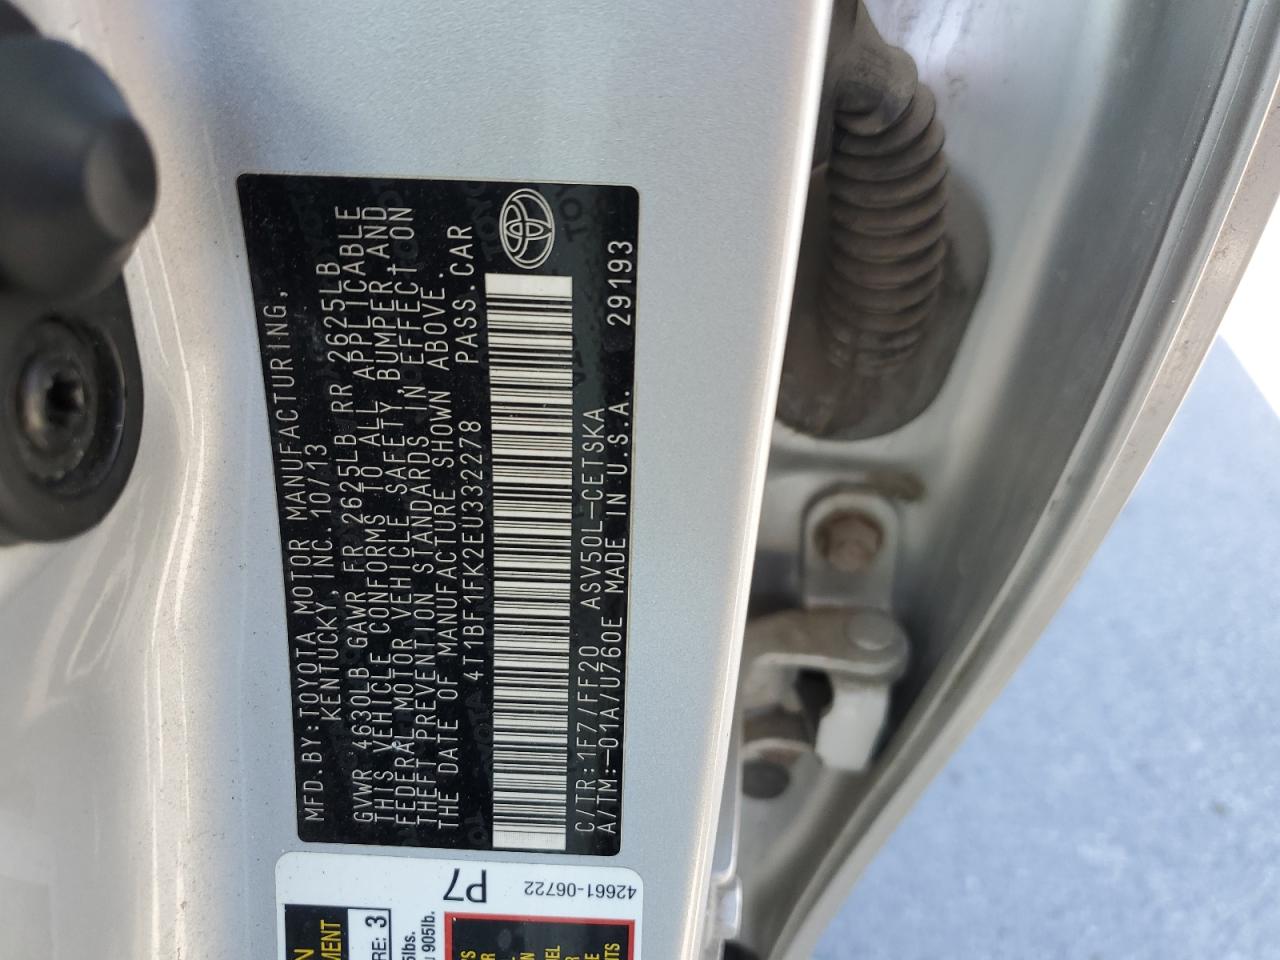 MFD.BY:TOYOTA MOTOR MANUFACTURING,
KENTUCKY,INC. 10/13
GVWR 4630LB GAWR FR 2625LB RR 2625LB
THIS VEHICLE CONFORMS TO ALL APPLICABLE
FEDERAL MOTOR VEHICLE SAFETY, BUMPER, AND
THEFT PREVENTION STANDARDS IN EFFECT ON
THE DATE OF MANUFACTURE SHOWN ABOVE.
4T1BF1FK2EU332278 PASS.CAR
C/TR:1F7/FF20 ASV50L-CETSKA
A/TM:-01A/U760E MADE IN U.S.A. 29193
P7
42661-06722
RE: 3
905lb.